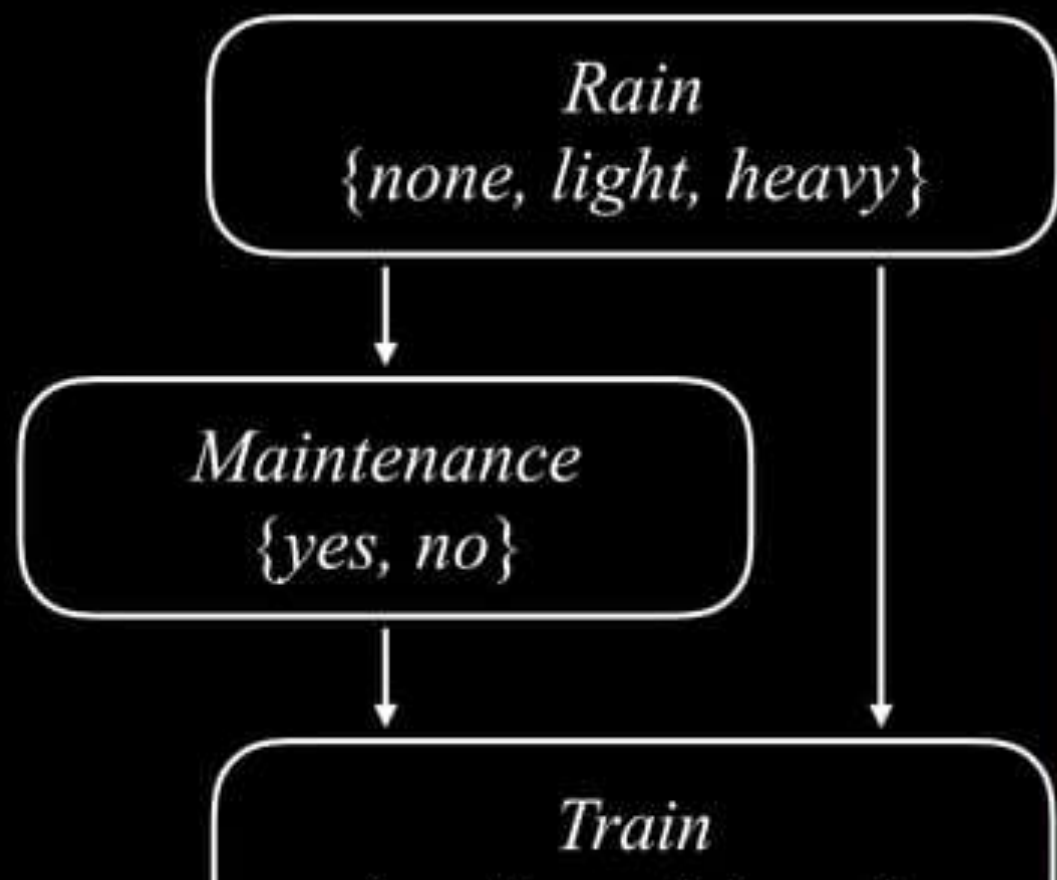 Rain
{none, light, heavy}
Maintenance
{yes, no}
Train